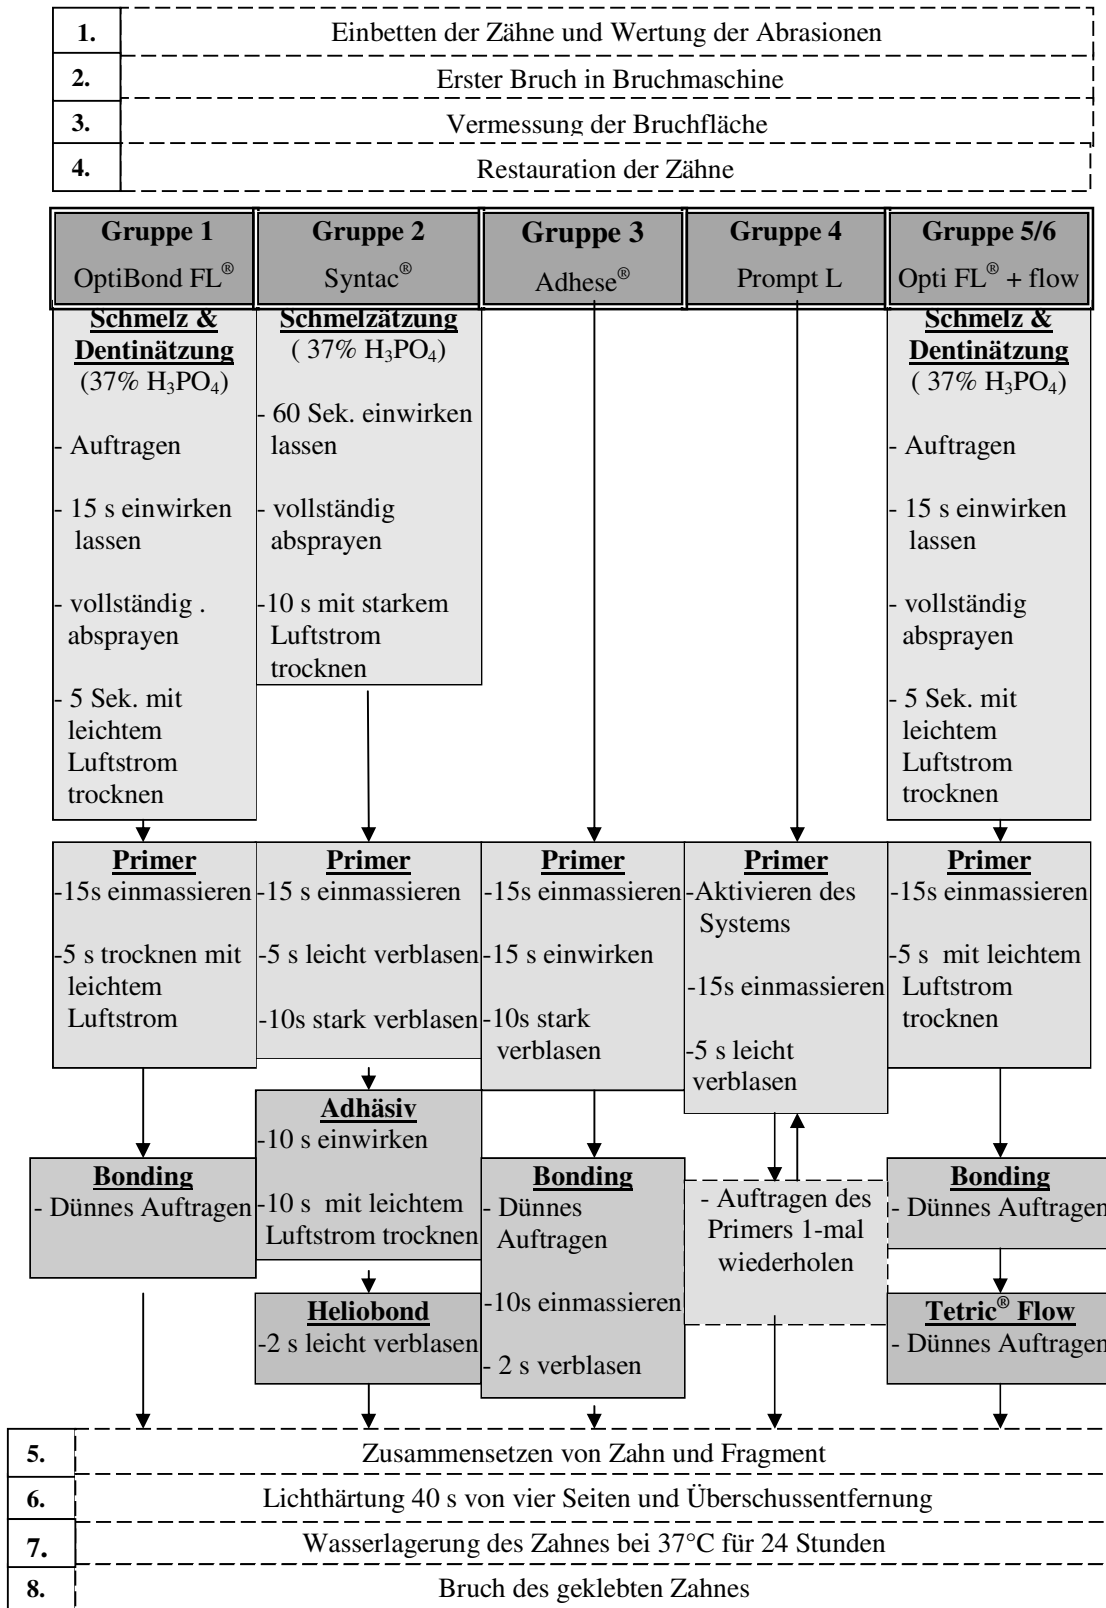 1. Einbetten der Zähne und Wertung der Abrasionen
2. Erster Bruch in Bruchmaschine
3. Vermessung der Bruchfläche
4. Restauration der Zähne
Gruppe 1
OptiBond FL®
Schmelz &
Dentinätzung
(37% H₃PO₄)
- Auftragen
- 15 s einwirken
lassen
- vollständig .
absprayen
- 5 Sek. mit
leichtem
Luftstrom
trocknen
Primer
-15s einmassieren
-5 s trocknen mit
leichtem
Luftstrom
Bonding
- Dünnes Auftragen
Gruppe 2
Syntac®
Schmelzätzung
( 37% H₃PO₄)
- 60 Sek. einwirken
lassen
- vollständig
absprayen
-10 s mit starkem
Luftstrom
trocknen
Primer
-15 s einmassieren
-5 s leicht verblasen
-10s stark verblasen
Adhäsiv
-10 s einwirken
-10 s mit leichtem
Luftstrom trocknen
Heliobond
-2 s leicht verblasen
Gruppe 3
Adhese®
Primer
-15s einmassieren
-15 s einwirken
-10s stark
verblasen
Bonding
- Dünnes
Auftragen
-10s einmassieren
- 2 s verblasen
Gruppe 4
Prompt L
Primer
-Aktivieren des
Systems
-15s einmassieren
-5 s leicht
verblasen
- Auftragen des
Primers 1-mal
wiederholen
Gruppe 5/6
Opti FL® + flow
Schmelz &
Dentinätzung
( 37% H₃PO₄)
- Auftragen
- 15 s einwirken
lassen
- vollständig
absprayen
- 5 Sek. mit
leichtem
Luftstrom
trocknen
Primer
-15s einmassieren
-5 s mit leichtem
Luftstrom
trocknen
Bonding
- Dünnes Auftragen
Tetric® Flow
- Dünnes Auftragen
5. Zusammensetzen von Zahn und Fragment
6. Lichthärtung 40 s von vier Seiten und Überschussentfernung
7. Wasserlagerung des Zahnes bei 37°C für 24 Stunden
8. Bruch des geklebten Zahnes